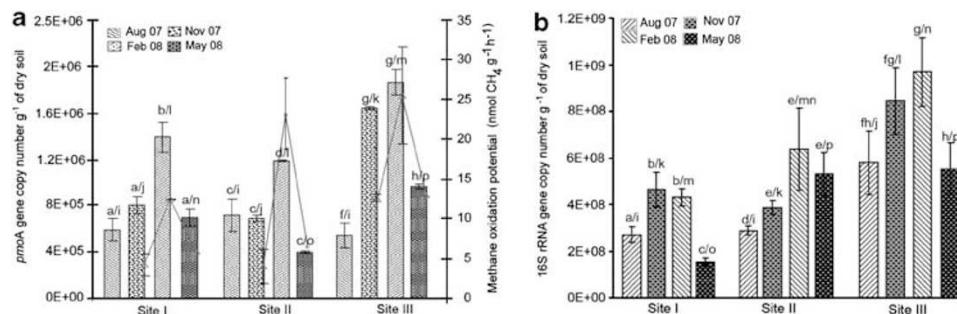 a
Aug 07
Nov 07
Feb 08
May 08
pmoA gene copy number g-1 of dry soil
2.5E+06
2.1E+06
1.6E+06
1.2E+06
8E+05
4E+05
0E+00
a/i
a/j
b/l
a/n
c/i
c/j
d/l
c/o
f/i
g/k
g/m
h/p
Site I
Site II
Site III
35
30
25
20
15
10
5
0
Methane oxidation potential (nmol CH4 g-1h-1)
b
Aug 07
Nov 07
Feb 08
May 08
16S rRNA gene copy number g-1 of dry soil
1.2E+09
1E+09
8E+08
6E+08
4E+08
2E+08
0E+00
a/i
b/k
b/m
c/o
d/i
e/k
e/mn
e/p
fh/j
fg/l
g/n
h/p
Site I
Site II
Site III